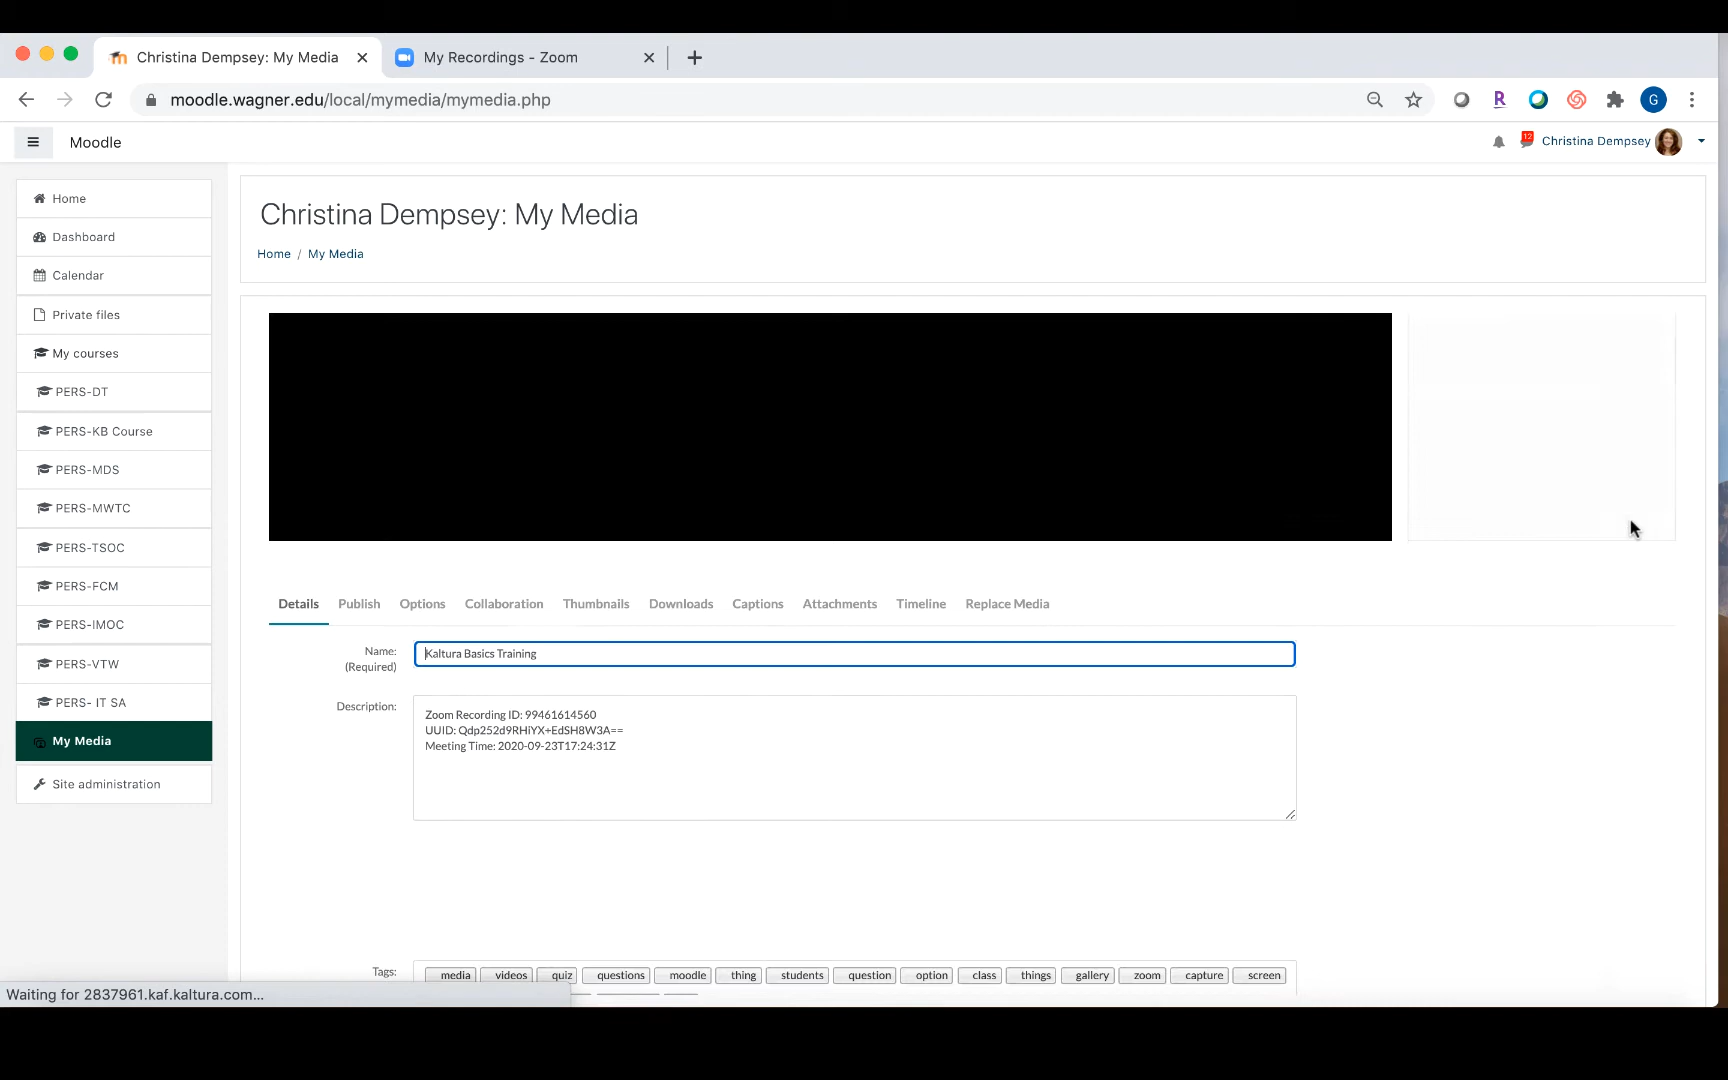 Christina Dempsey: My Media
My Recordings - Zoom
moodle.wagner.edu/local/mymedia/mymedia.php
R
G
Moodle
12
Christina Dempsey
Home
Dashboard
Calendar
Private files
My courses
PERS-DT
PERS-KB Course
PERS-MDS
PERS-MWTC
PERS-TSOC
PERS-FCM
PERS-IMOC
PERS-VTW
PERS- IT SA
My Media
Site administration
Christina Dempsey: My Media
Home / My Media
Details Publish Options Collaboration Thumbnails Downloads Captions Attachments Timeline Replace Media
Name:
(Required)
Kaltura Basics Training
Description:
Zoom Recording ID: 99461614560
UUID: Qdp252d9RHiYX+EdSH8W3A==
Meeting Time: 2020-09-23T17:24:31Z
Tags:
media videos quiz questions moodle thing students question option class things gallery zoom capture screen
Waiting for 2837961.kaf.kaltura.com...